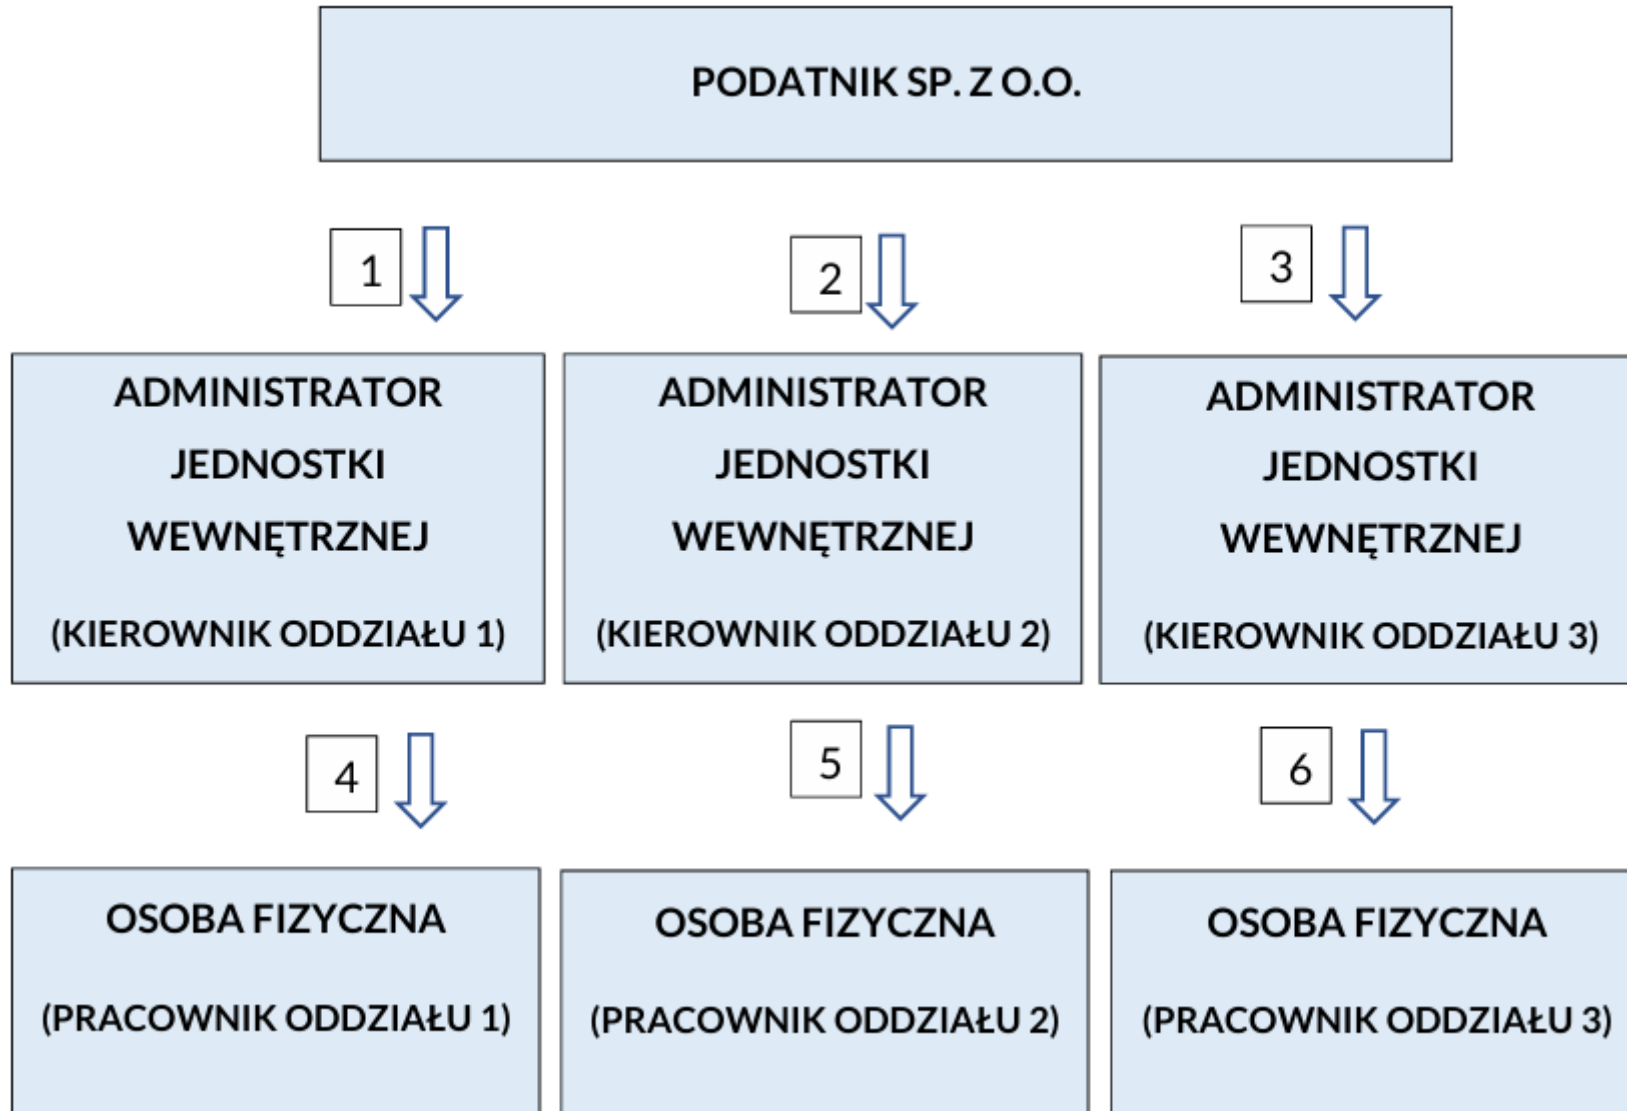 PODATNIK SP. Z O.O.
1
2
3
ADMINISTRATOR
JEDNOSTKI
WEWNĘTRZNEJ
(KIEROWNIK ODDZIAŁU 1)
ADMINISTRATOR
JEDNOSTKI
WEWNĘTRZNEJ
(KIEROWNIK ODDZIAŁU 2)
ADMINISTRATOR
JEDNOSTKI
WEWNĘTRZNEJ
(KIEROWNIK ODDZIAŁU 3)
4
5
6
OSOBA FIZYCZNA
(PRACOWNIK ODDZIAŁU 1)
OSOBA FIZYCZNA
(PRACOWNIK ODDZIAŁU 2)
OSOBA FIZYCZNA
(PRACOWNIK ODDZIAŁU 3)